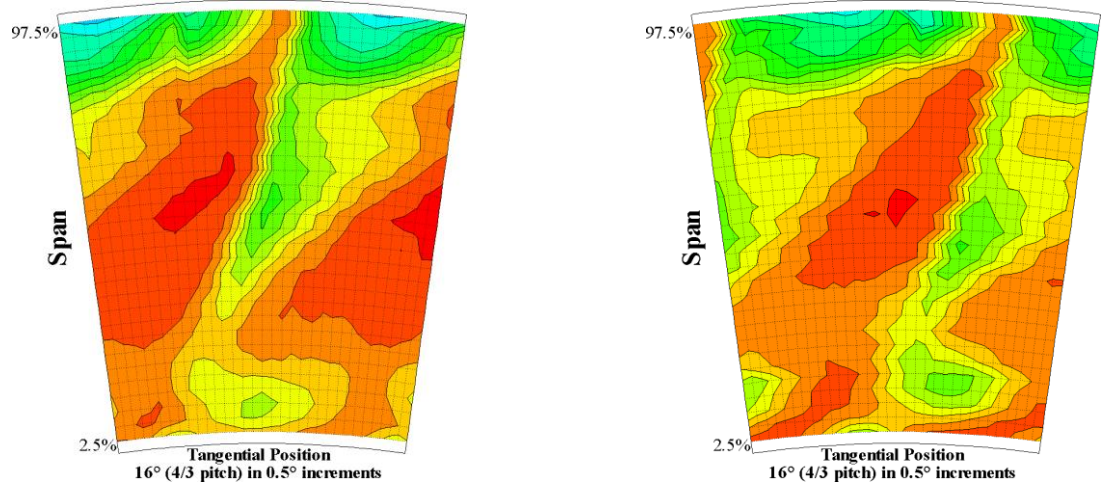 97.5%
Span
2.5%
Tangential Position
16° (4/3 pitch) in 0.5° increments
97.5%
Span
2.5%
Tangential Position
16° (4/3 pitch) in 0.5° increments